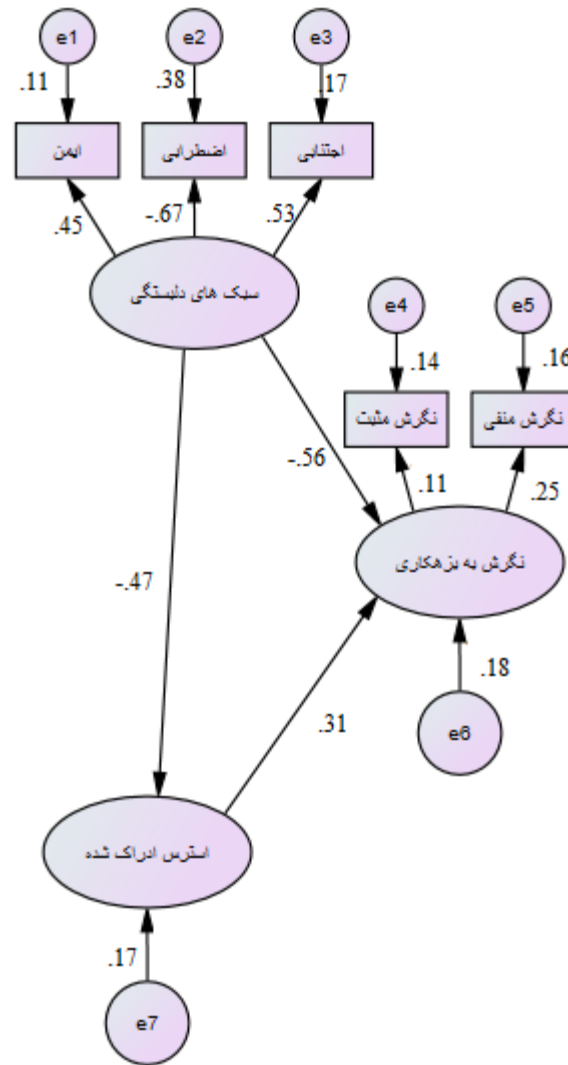 e1 e2 e3
.11 .38 .17
ایمن
اضطرابی
اجتنابی
.45 -.67 .53
سبک های دلبستگی
e4 e5
.14 .16
نگرش مثبت
نگرش منفی
-.56 .11 .25
نگرش به بزهکاری
-.47
.31 .18
e6
استرس ادراک شده
.17
e7